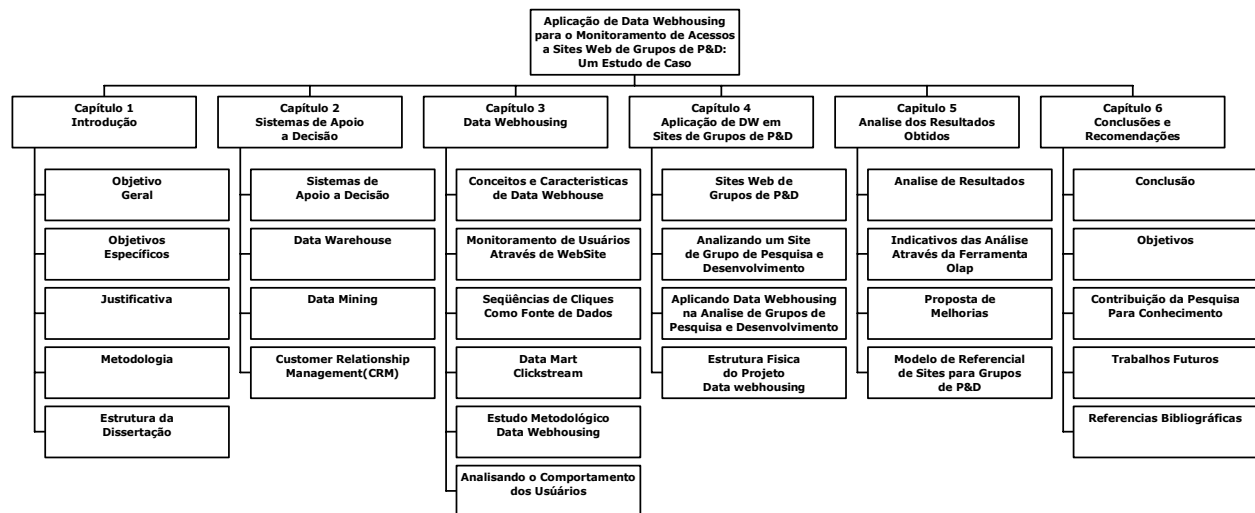 Aplicação de Data Webhousing
para o Monitoramento de Acessos
a Sites Web de Grupos de P&D:
Um Estudo de Caso
Capítulo 1
Introdução
Objetivo
Geral
Objetivos
Específicos
Justificativa
Metodologia
Estrutura da
Dissertação
Capítulo 2
Sistemas de Apoio
a Decisão
Sistemas de
Apoio a Decisão
Data Warehouse
Data Mining
Customer Relationship
Management(CRM)
Capítulo 3
Data Webhousing
Conceitos e Caracteristicas
de Data Webhouse
Monitoramento de Usuários
Através de WebSite
Seqüências de Cliques
Como Fonte de Dados
Data Mart
Clickstream
Estudo Metodológico
Data Webhousing
Analisando o Comportamento
dos Usúários
Capítulo 4
Aplicação de DW em
Sites de Grupos de P&D
Sites Web de
Grupos de P&D
Analizando um Site
de Grupo de Pesquisa e
Desenvolvimento
Aplicando Data Webhousing
na Analise de Grupos de
Pesquisa e Desenvolvimento
Estrutura Fisica
do Projeto
Data webhousing
Capitulo 5
Analise dos Resultados
Obtidos
Analise de Resultados
Indicativos das Análise
Através da Ferramenta
Olap
Proposta de
Melhorias
Modelo de Referencial
de Sites para Grupos
de P&D
Capítulo 6
Conclusões e
Recomendações
Conclusão
Objetivos
Contribuição da Pesquisa
Para Conhecimento
Trabalhos Futuros
Referencias Bibliográficas